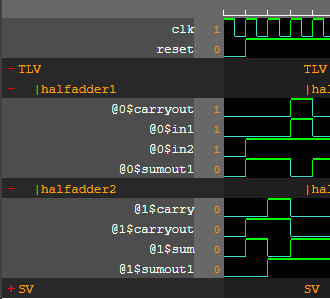 clk 1
reset 0
- TLV TLV
- |halfadder1 |hal
@0$carryout 1
@0$in1 1
@0$in2 1
@0$sumout1 0
- |halfadder2 |hal
@1$carry 0
@1$carryout 0
@1$sum 0
@1$sumout1 0
+ SV SV